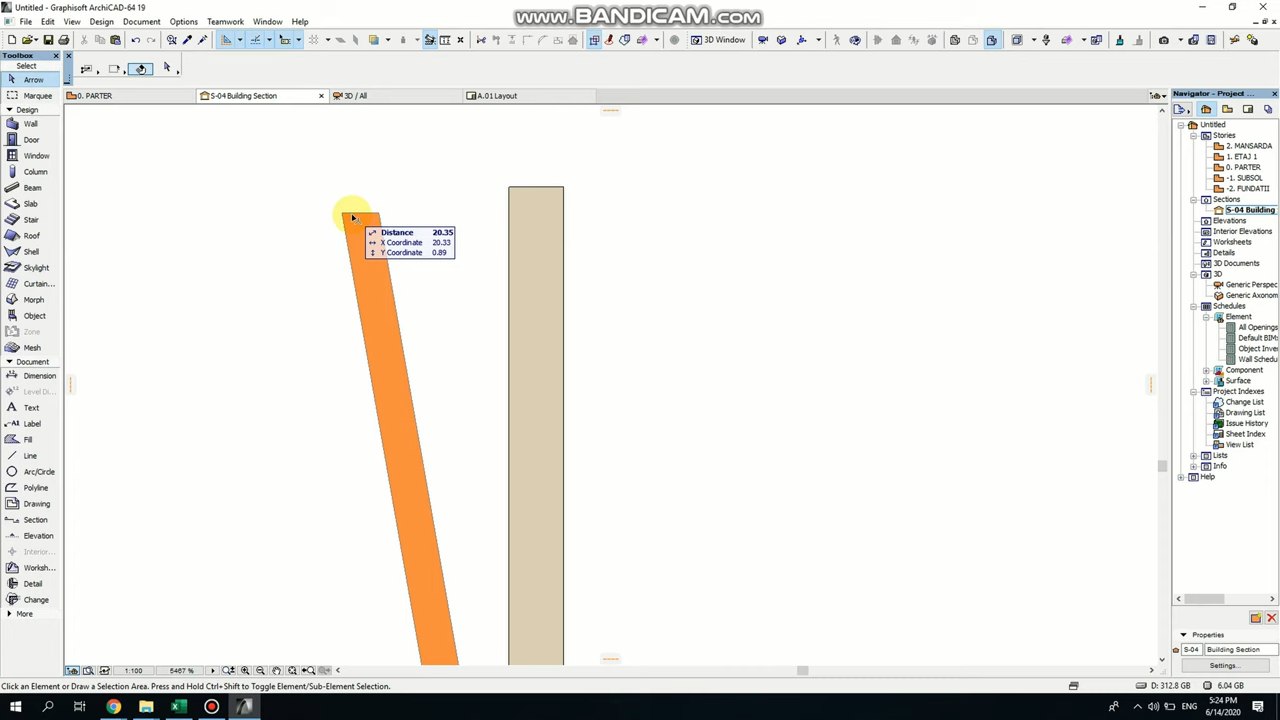 Untitled - Graphisoft ArchiCAD-64 19
www.BANDICAM.com
File Edit View Design Document Options Teamwork Window Help
3D Window
Toolbox
Select
Arrow
Marquee
Design
Wall
Door
Window
Column
Beam
Slab
Stair
Roof
Shell
Skylight
Curtain...
Morph
Object
Zone
Mesh
Document
Dimension
Level Di...
Text
Label
Fill
Line
Arc/Circle
Polyline
Drawing
Section
Elevation
Interior...
Worksh...
Detail
Change
More
0. PARTER
S-04 Building Section
3D / All
A.01 Layout
Distance 20.35
X Coordinate 20.33
Y Coordinate 0.89
Navigator - Project ...
Untitled
Stories
2. MANSARDA
1. ETAJ 1
0. PARTER
-1. SUBSOL
-2. FUNDATII
Sections
S-04 Building
Elevations
Interior Elevations
Worksheets
Details
3D Documents
3D
Generic Perspec
Generic Axonom
Schedules
Element
All Openings
Default BIM:
Object Inve
Wall Schedu
Component
Surface
Project Indexes
Change List
Drawing List
Issue History
Sheet Index
View List
Lists
Info
Help
Properties
S-04 Building Section
Settings...
1:100 5467 %
Click an Element or Draw a Selection Area. Press and Hold Ctrl+Shift to Toggle Element/Sub-Element Selection.
D: 312.8 GB 6.04 GB
ENG
5:24 PM
6/14/2020